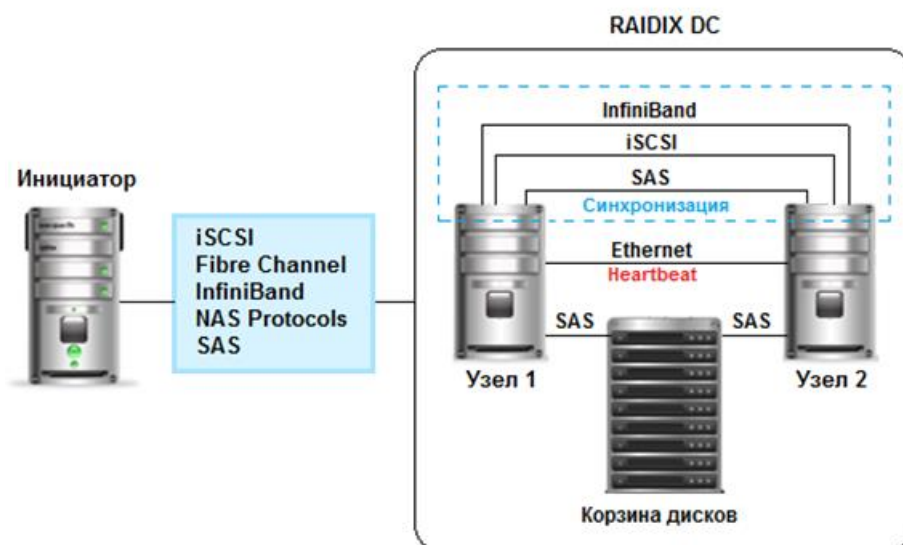 RAIDIX DC
InfiniBand
iSCSI
SAS
Синхронизация
Инициатор
iSCSI
Fibre Channel
InfiniBand
NAS Protocols
SAS
Ethernet
Heartbeat
SAS
SAS
Узел 1
Узел 2
Корзина дисков